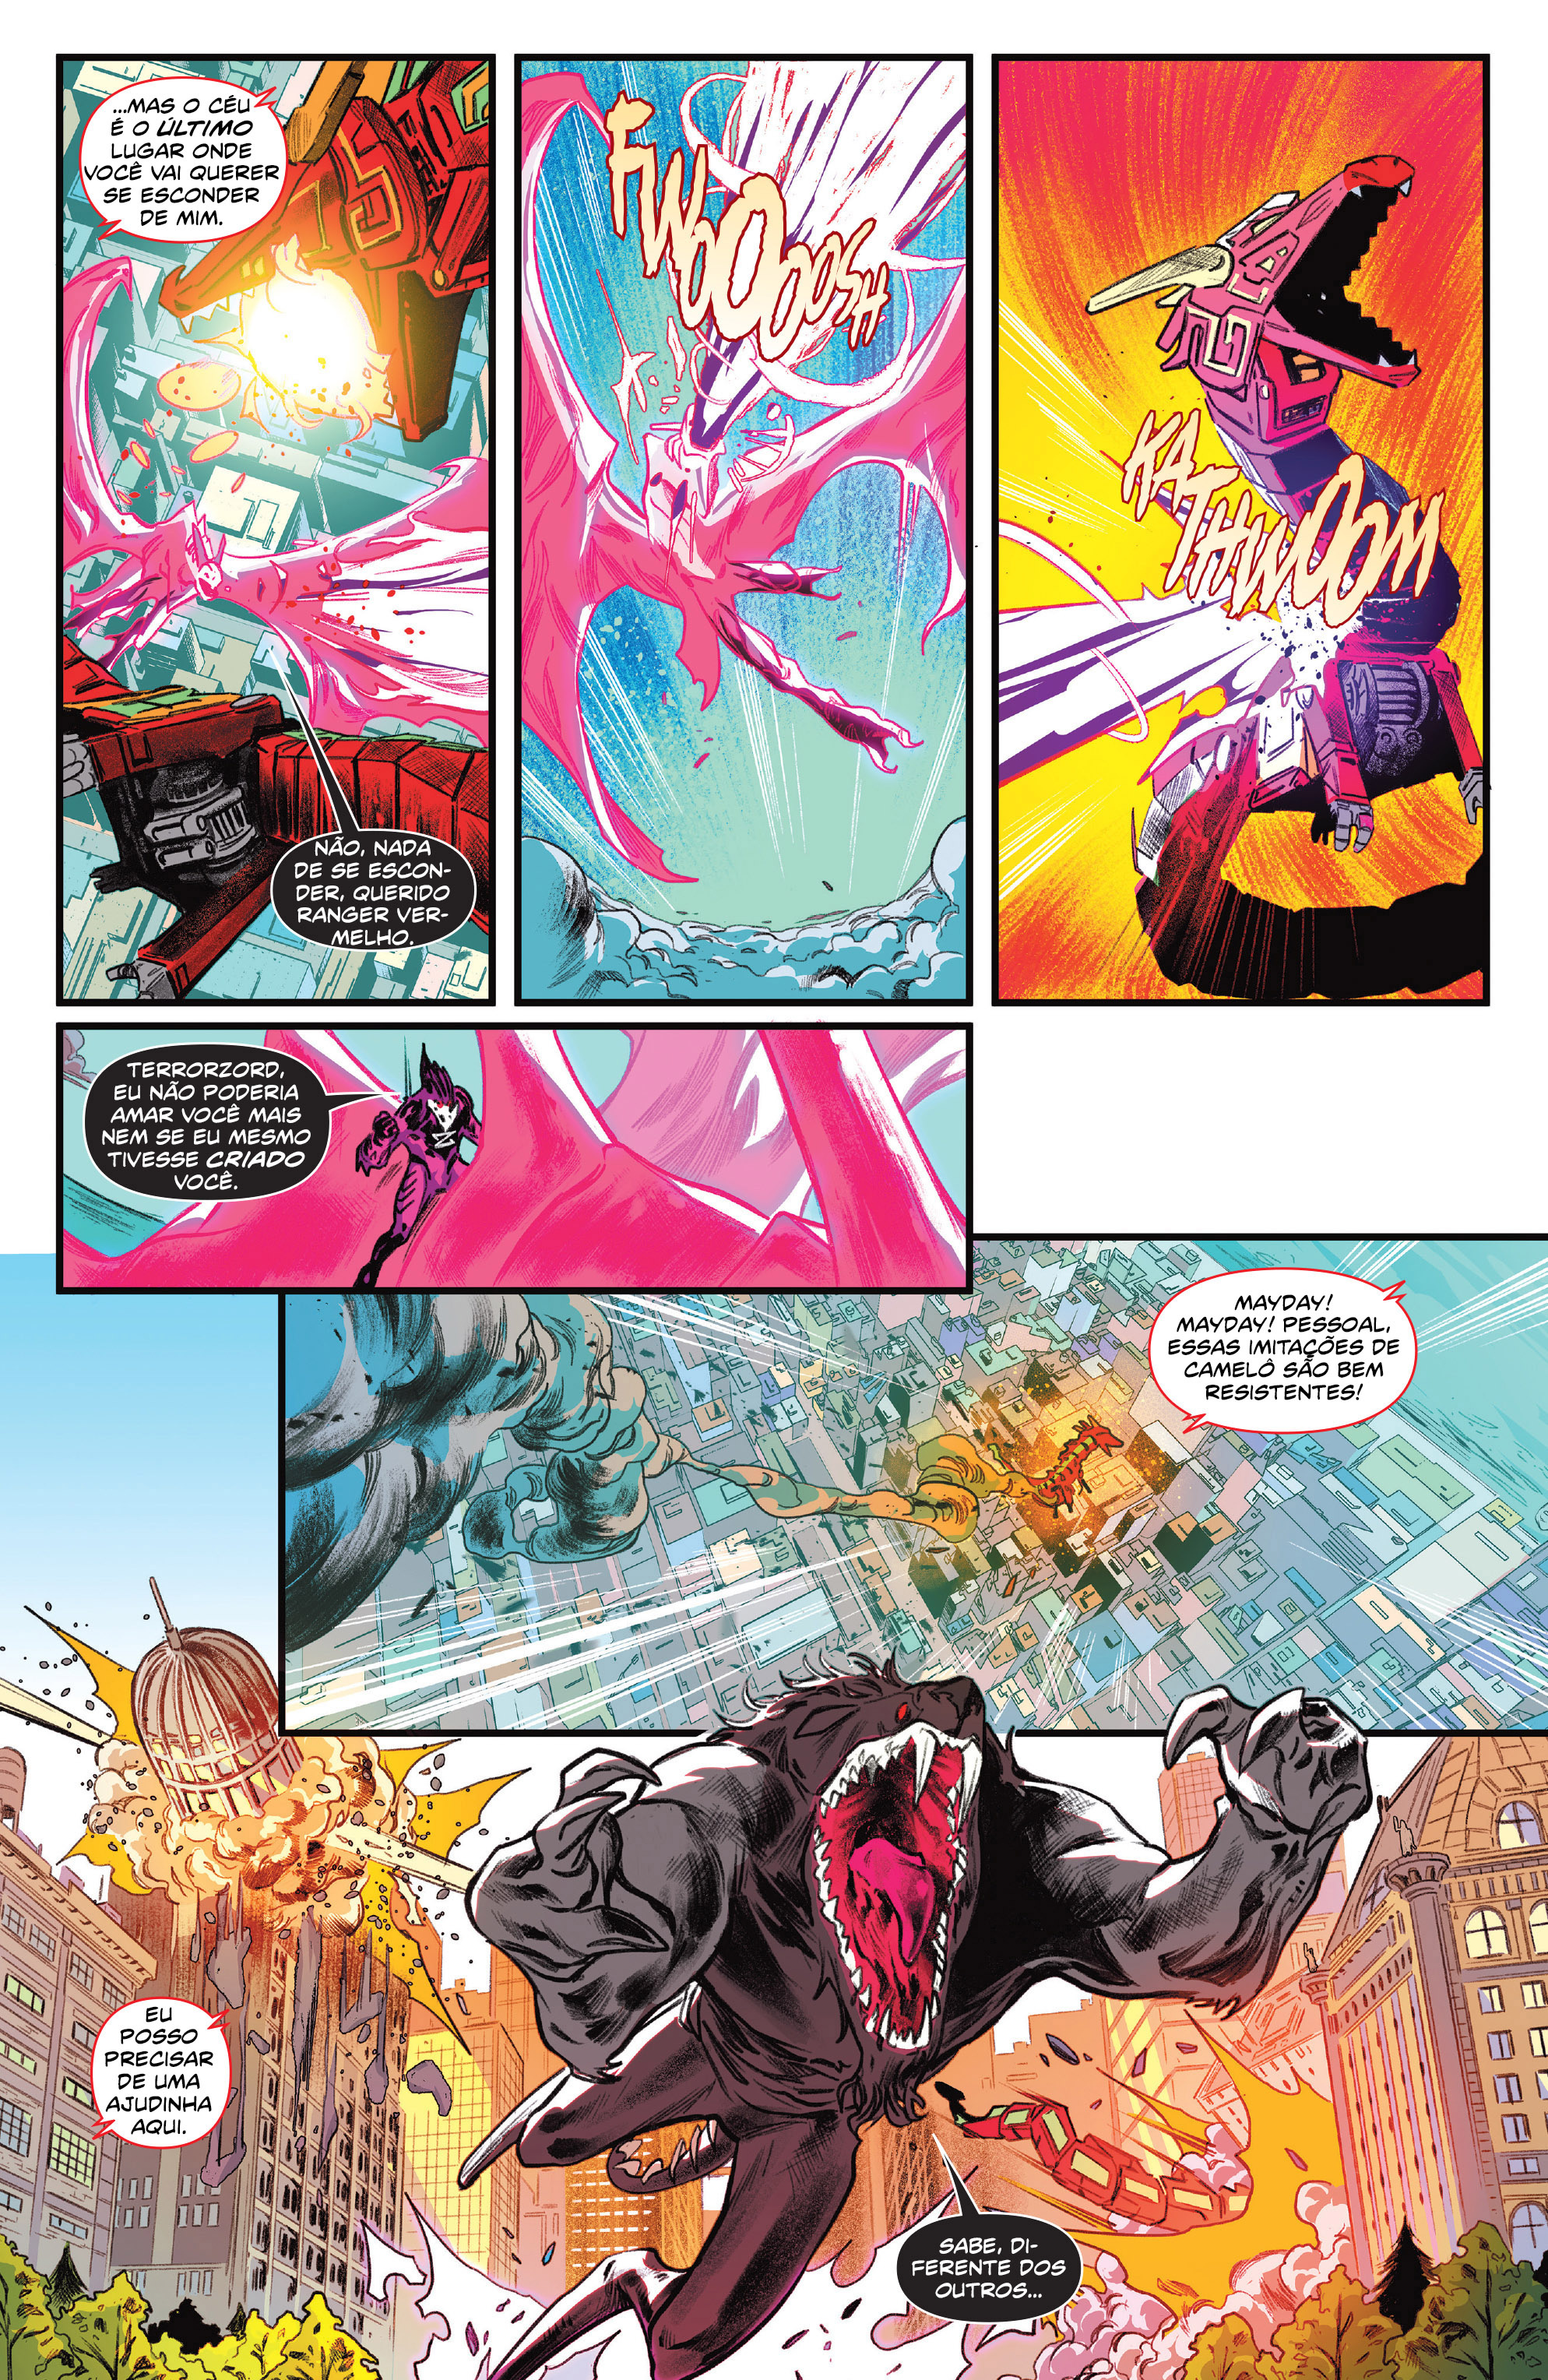 ...MAS O CÉU
É O ÚLTIMO
LUGAR ONDE
VOCÊ VAI QUERER
SE ESCONDER
DE MIM.
NÃO, NADA
DE SE ESCON-
DER, QUERIDO
RANGER VER-
MELHO.
FWOOOOOSH
KATHWOOM
TERRORZORD,
EU NÃO PODERIA
AMAR VOCÊ MAIS
NEM SE EU MESMO
TIVESSE CRIADO
VOCÊ.
MAYDAY!
MAYDAY! PESSOAL,
ESSAS IMITAÇÕES DE
CAMELÔ SÃO BEM
RESISTENTES!
EU
POSSO
PRECISAR
DE UMA
AJUDINHA
AQUI.
SABE, DI-
FERENTE DOS
OUTROS...